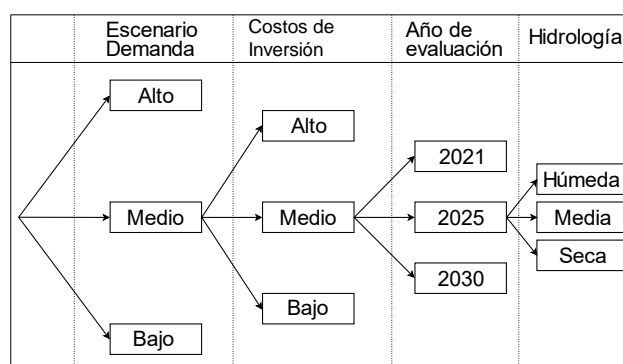 Escenario
Demanda
Costos de
Inversión
Año de
evaluación
Hidrología
Alto
Medio
Bajo
Alto
Medio
Bajo
2021
2025
2030
Húmeda
Media
Seca